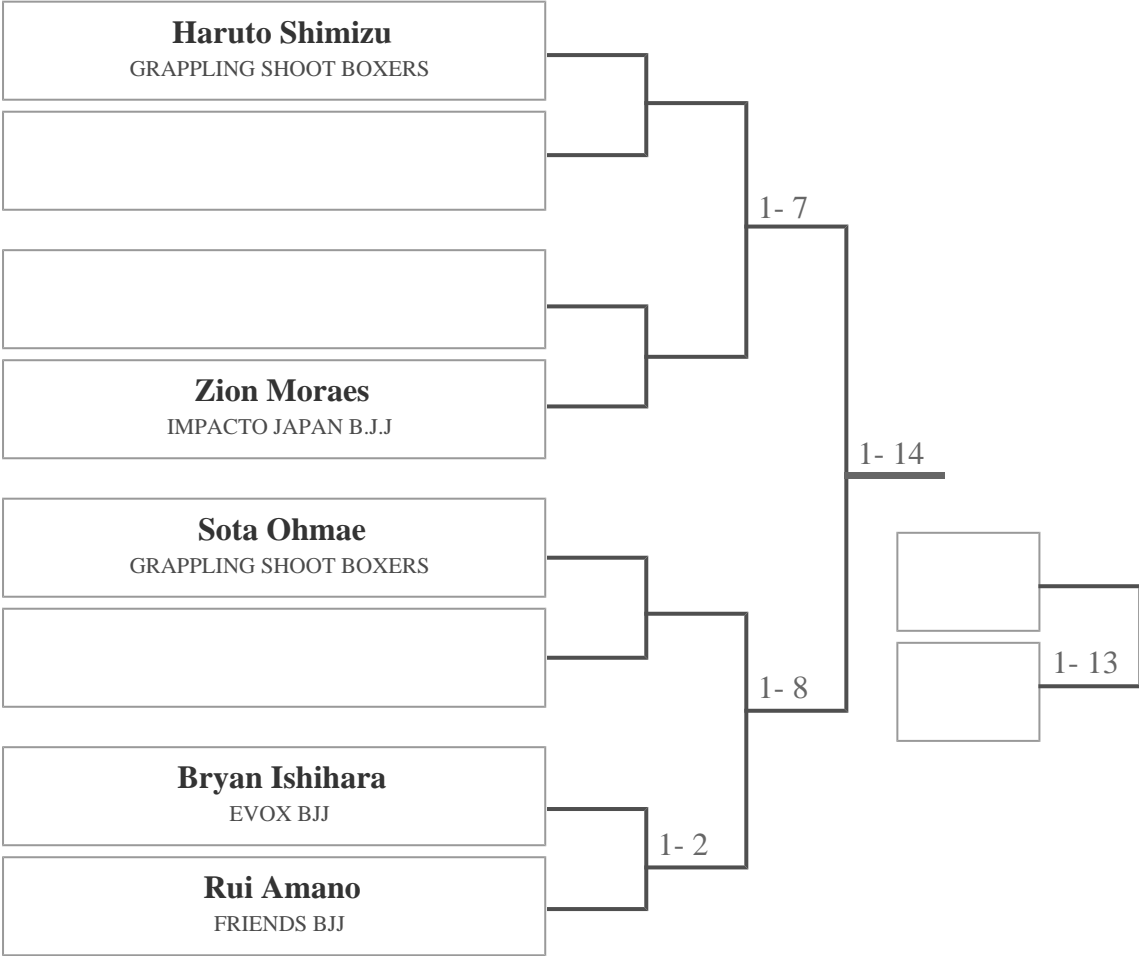 Haruto Shimizu
GRAPPLING SHOOT BOXERS
1- 7
Zion Moraes
IMPACTO JAPAN B.J.J
1- 14
Sota Ohmae
GRAPPLING SHOOT BOXERS
1- 13
1- 8
Bryan Ishihara
EVOX BJJ
1- 2
Rui Amano
FRIENDS BJJ